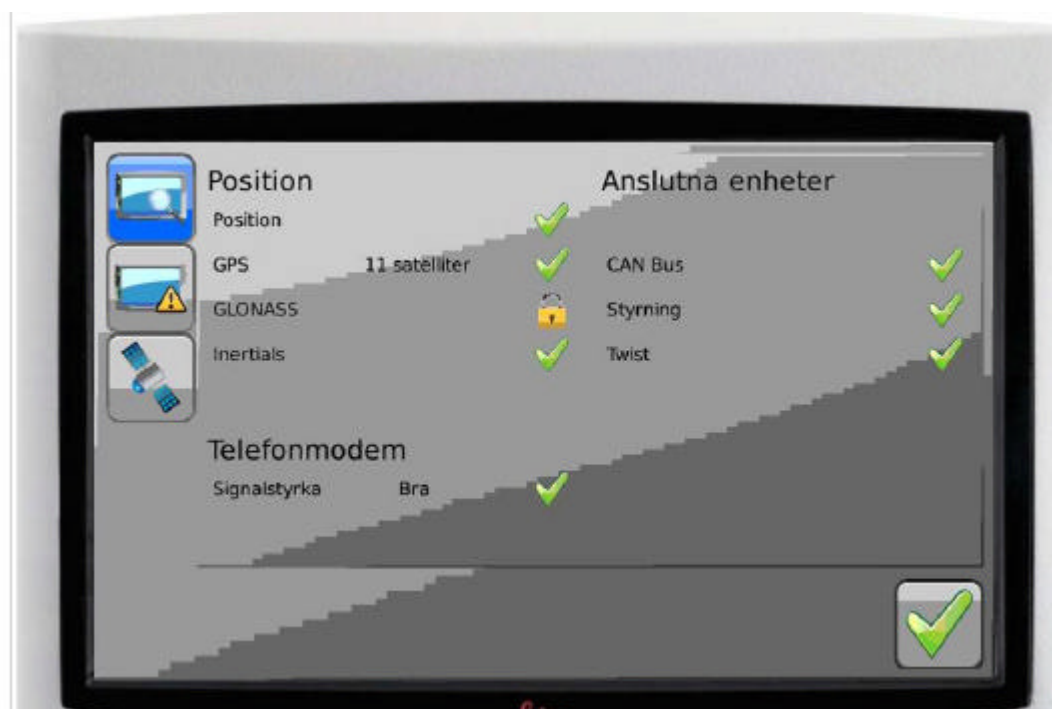 Position
Position
GPS 11 satelliter
GLONASS
Inertials
Telefonmodem
Signalstyrka Bra
Anslutna enheter
CAN Bus
Styrning
Twist